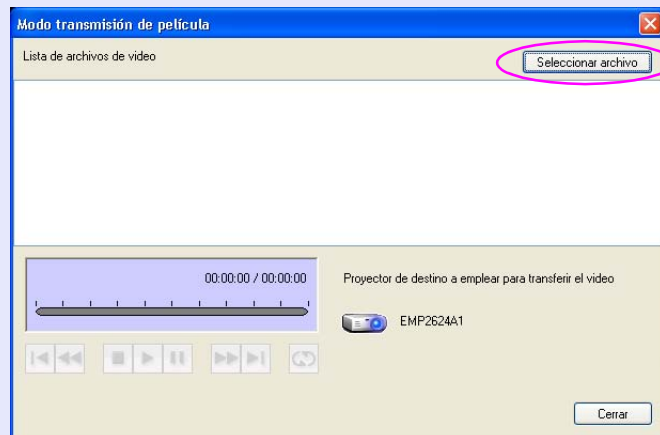 Modo transmisión de película
Lista de archivos de video
Seleccionar archivo
00:00:00 / 00:00:00
Proyector de destino a emplear para transferir el video
EMP2624A1
Cerrar